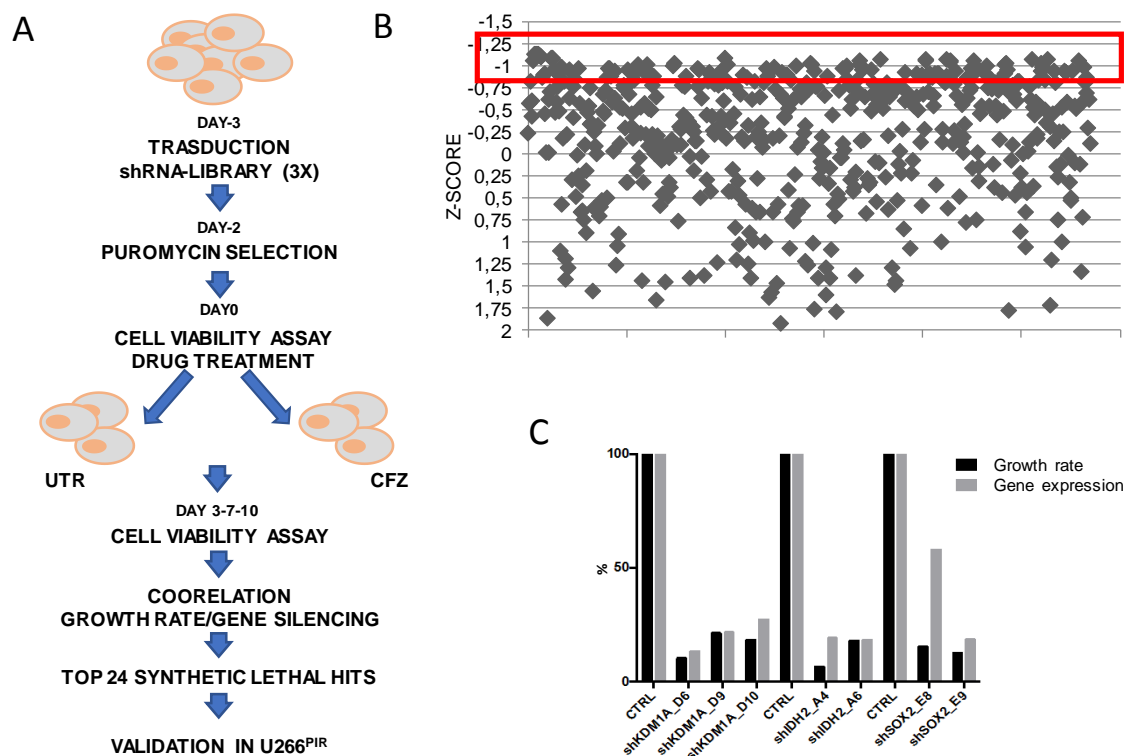 A
DAY-3
TRASDUCTION
shRNA-LIBRARY (3X)
DAY-2
PUROMYCIN SELECTION
DAY0
CELL VIABILITY ASSAY
DRUG TREATMENT
UTR
CFZ
DAY 3-7-10
CELL VIABILITY ASSAY
COORELATION
GROWTH RATE/GENE SILENCING
TOP 24 SYNTHETIC LETHAL HITS
VALIDATION IN U266PIR
B
Z-SCORE
-1,5
-1,25
-1
-0,75
-0,5
-0,25
0
0,25
0,5
0,75
1
1,25
1,5
1,75
2
C
%
100
50
0
Growth rate
Gene expression
CTRL
shKDM1A_D6
shKDM1A_D9
shKDM1A_D10
CTRL
shIDH2_A4
shIDH2_A6
CTRL
shSOX2_E8
shSOX2_E9